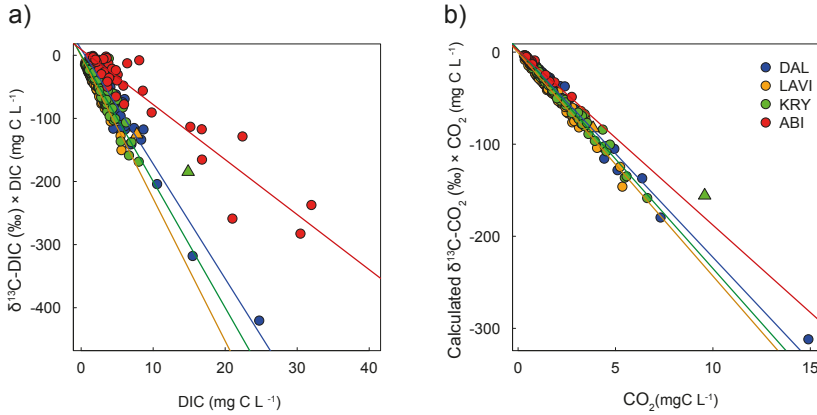 a)
δ¹³C-DIC (‰) × DIC (mg C L⁻¹)
0
-100
-200
-300
-400
0 10 20 30 40
DIC (mg C L⁻¹)
b)
Calculated δ¹³C-CO₂ (‰) × CO₂ (mg C L⁻¹)
0
-100
-200
-300
0 5 10 15
CO₂(mgC L⁻¹)
DAL
LAVI
KRY
ABI